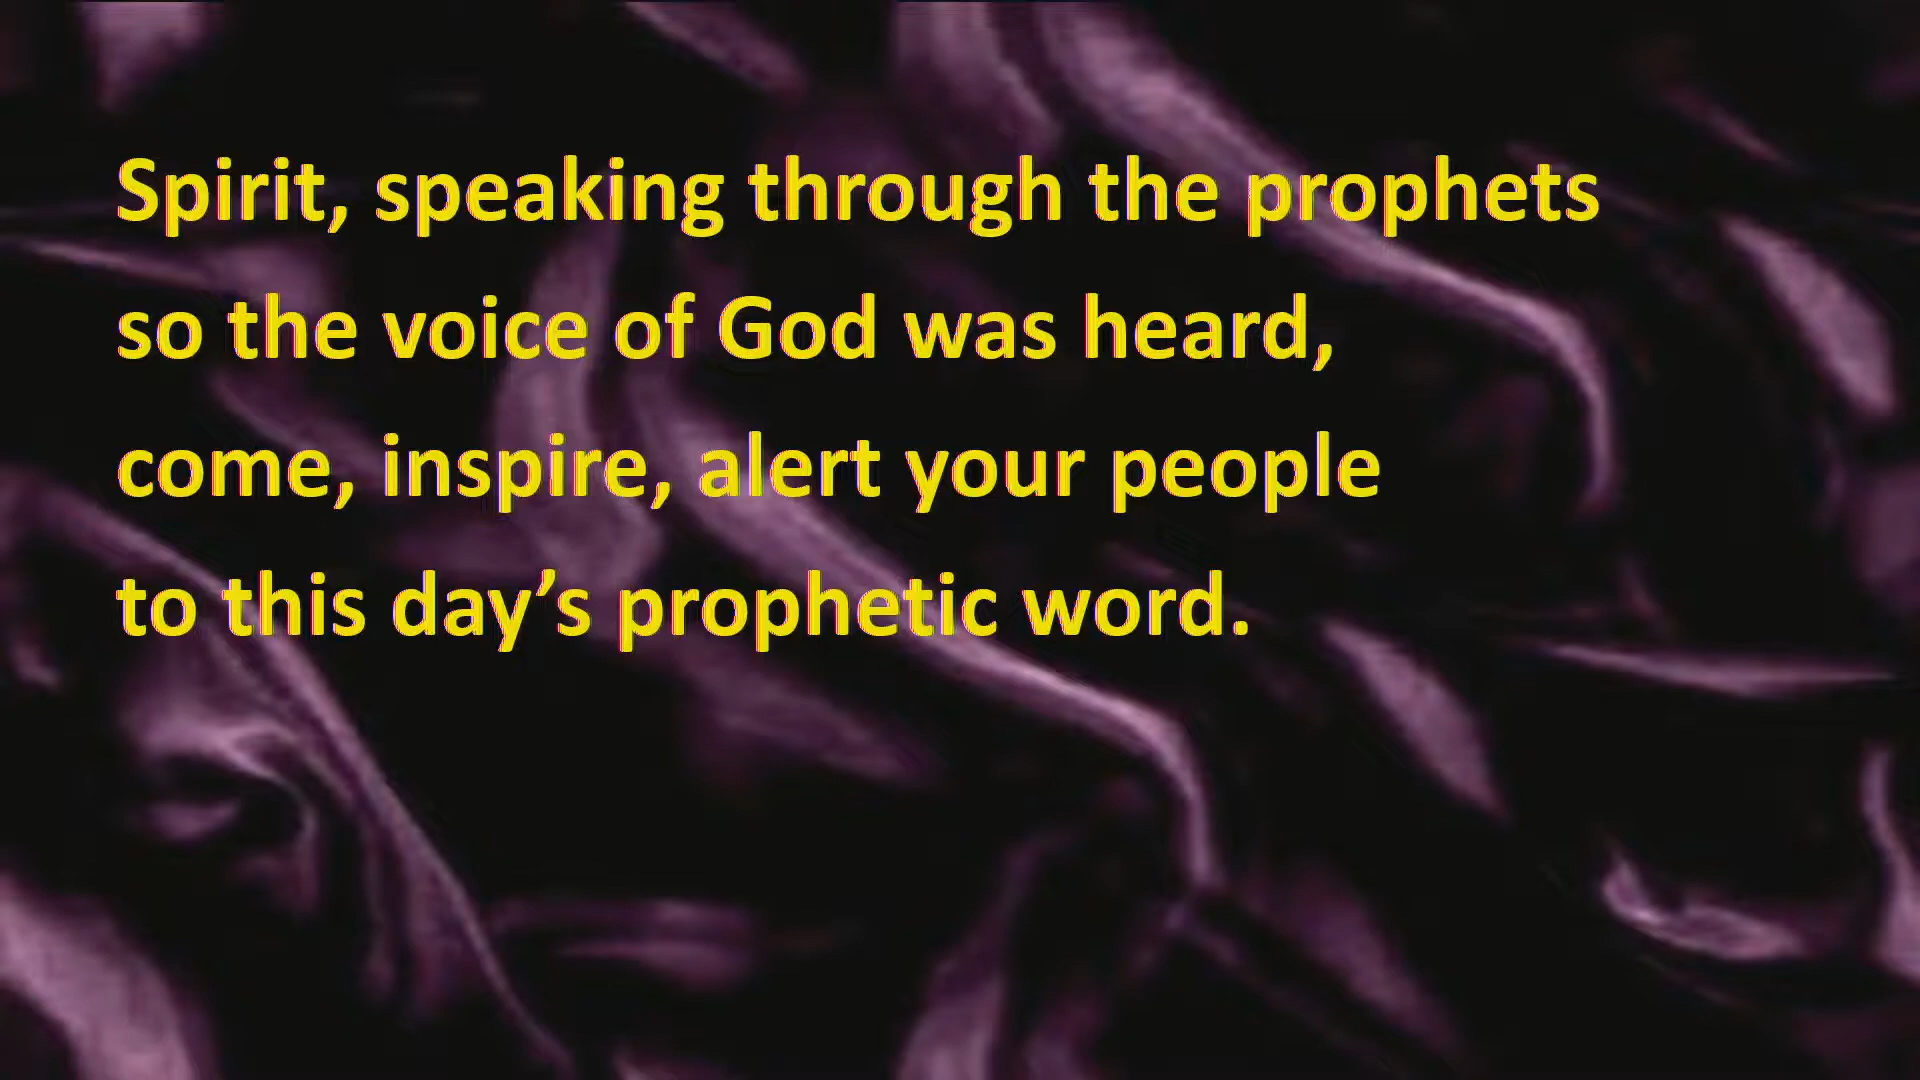 Spirit, speaking through the prophets
so the voice of God was heard,
come, inspire, alert your people
to this day’s prophetic word.